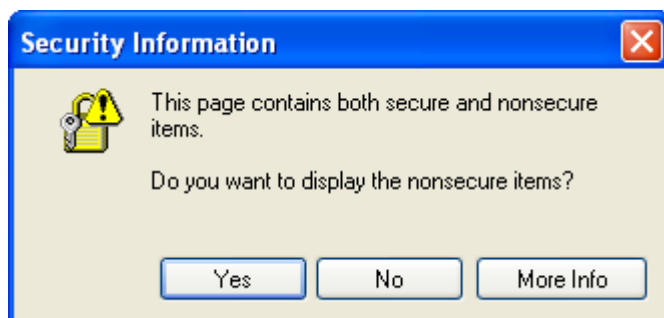 Security Information
This page contains both secure and nonsecure
items.
Do you want to display the nonsecure items?
Yes
No
More Info